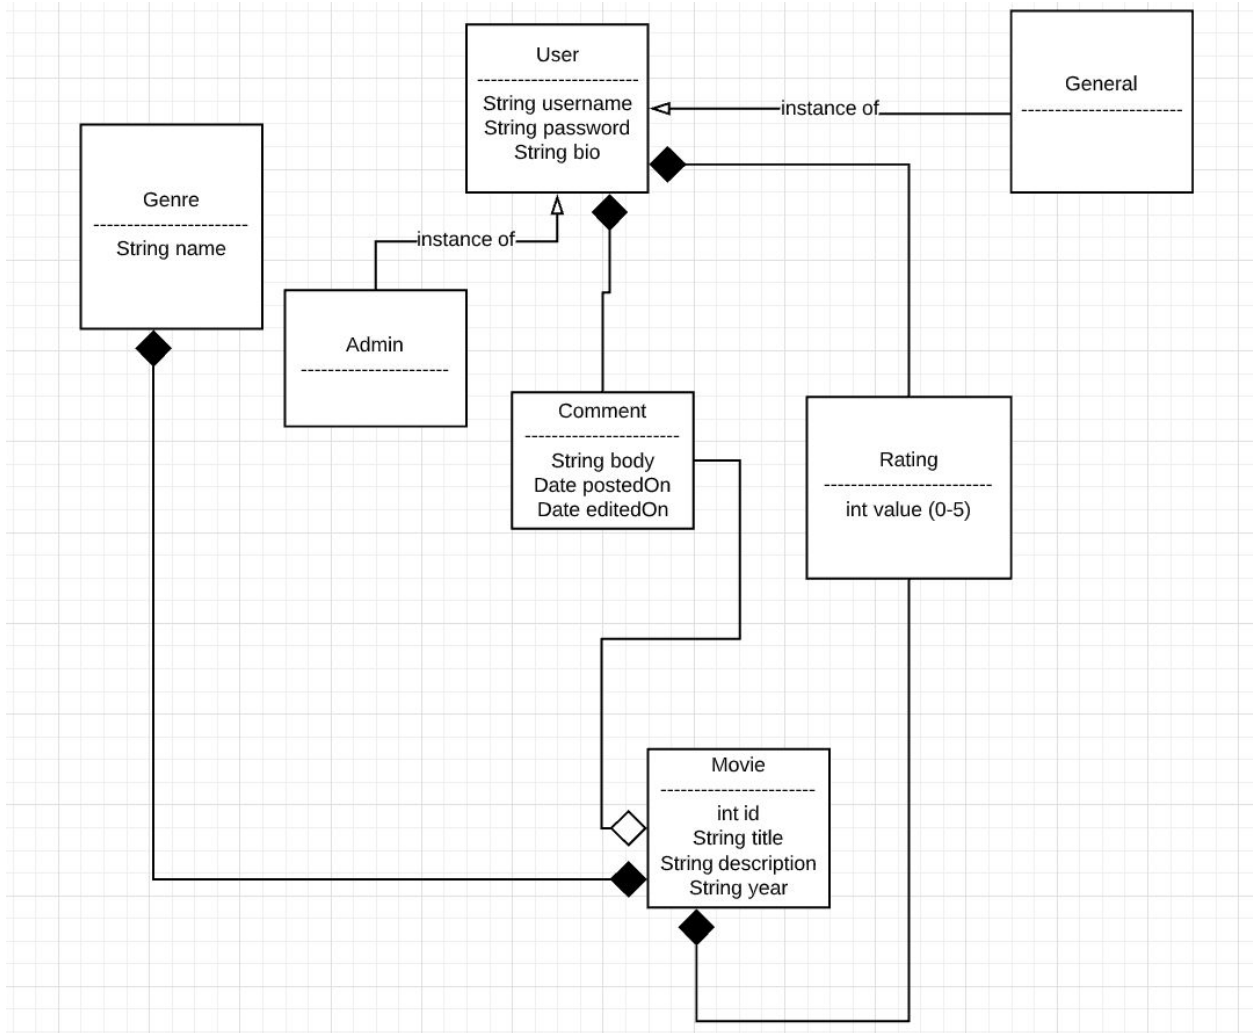 User
String username
String password
String bio
General
instance of
Genre
String name
instance of
Admin
Comment
String body
Date postedOn
Date editedOn
Rating
int value (0-5)
Movie
int id
String title
String description
String year